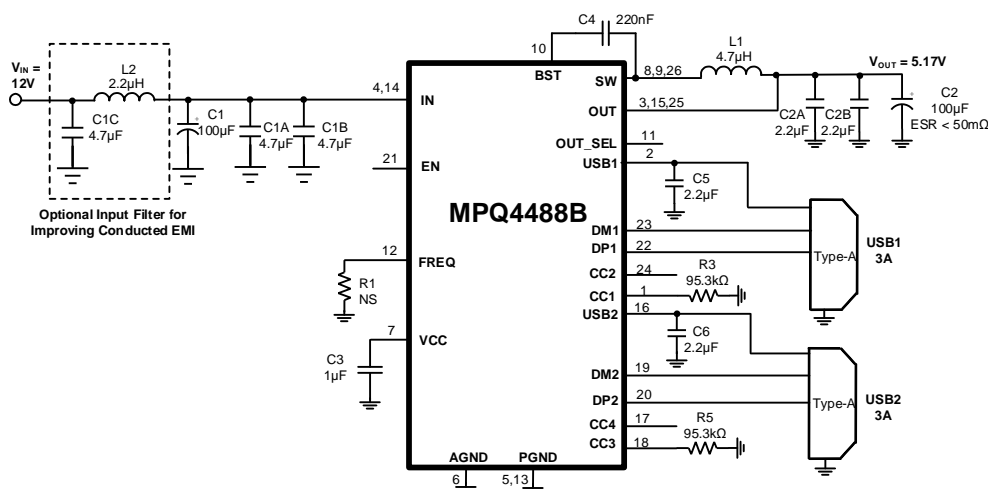 C4
220nF
10
BST
L1
4.7µH
VOUT = 5.17V
SW
8,9,26
OUT
3,15,25
C2A
2.2µF
C2B
2.2µF
C2
100µF
ESR < 50mΩ
VIN =
12V
L2
2.2µH
C1C
4.7µF
C1
100µF
C1A
4.7µF
C1B
4.7µF
4,14
IN
21
EN
Optional Input Filter for
Improving Conducted EMI
MPQ4488B
OUT_SEL
11
USB1
2
C5
2.2µF
DM1
23
DP1
22
CC2
24
CC1
1
R3
95.3kΩ
Type-A
USB1
3A
12
FREQ
R1
NS
7
VCC
C3
1µF
USB2
16
C6
2.2µF
DM2
19
DP2
20
CC4
17
CC3
18
R5
95.3kΩ
Type-A
USB2
3A
AGND
6
PGND
5,13